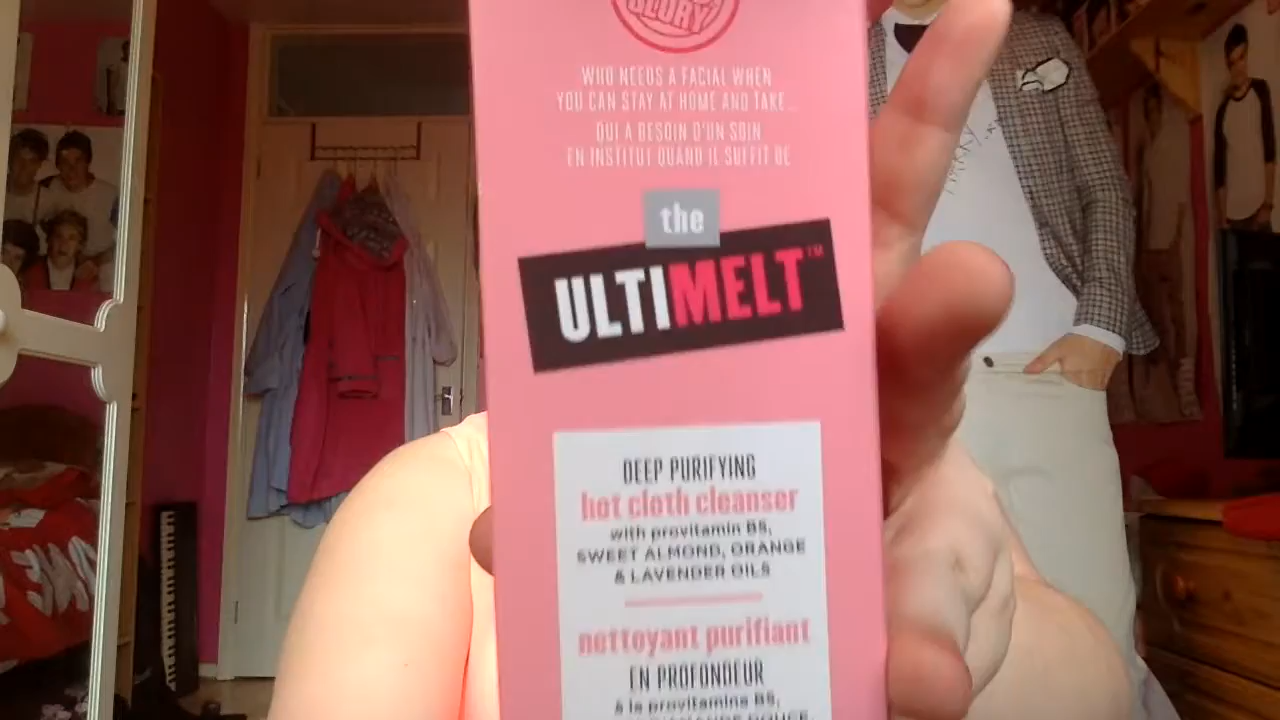 GLORY!
WHO NEEDS A FACIAL WHEN
YOU CAN STAY AT HOME AND TAKE...
QUI A BESOIN D'UN SOIN
EN INSTITUT QUAND IL SUFFIT DE
the
ULTIMELT™
DEEP PURIFYING
hot cloth cleanser
with provitamin B5,
SWEET ALMOND, ORANGE
& LAVENDER OILS
nettoyant purifiant
EN PROFONDEUR
à la provitamine B5,